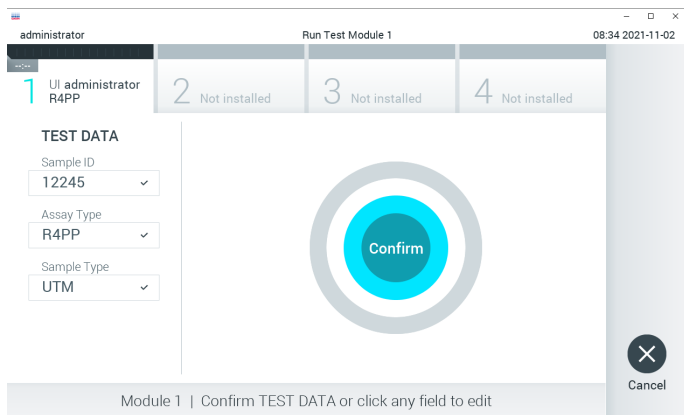 administrator
Run Test Module 1
08:34 2021-11-02
--:--
1 UI administrator
R4PP
2 Not installed
3 Not installed
4 Not installed
TEST DATA
Sample ID
12245
Assay Type
R4PP
Sample Type
UTM
Confirm
Cancel
Module 1 | Confirm TEST DATA or click any field to edit